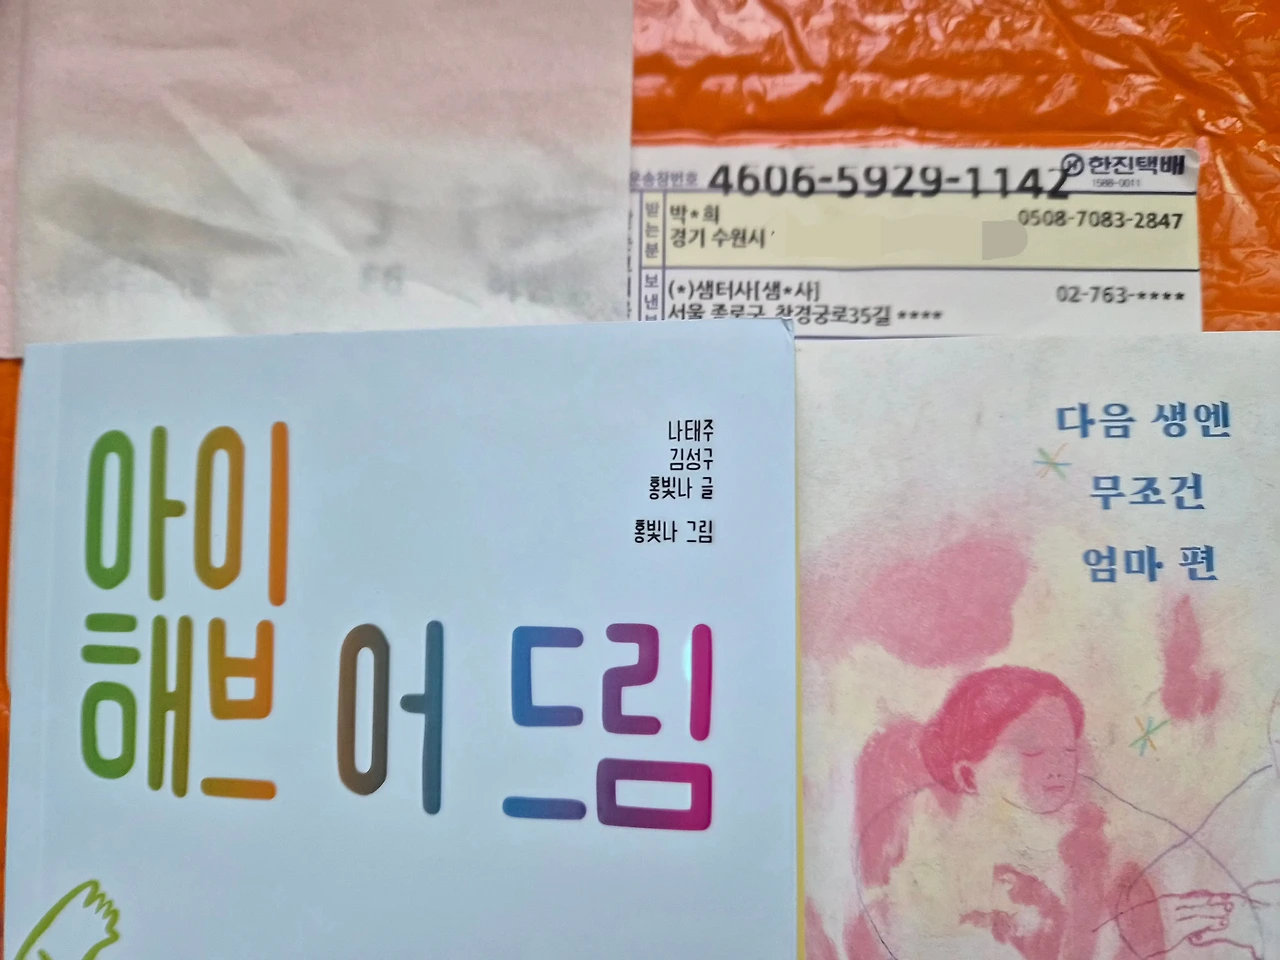 운송장번호 4606-5929-1142 한진택배
1588-0011
받는분
박*희 0508-7083-2847
경기 수원시
보낸
(*)샘터사[샘*사] 02-763-****
서울 종로구 창경궁로35길 ****
아이
해브 어 드림
나태주
김성구
홍빛나 글
홍빛나 그림
다음 생엔
무조건
엄마 편